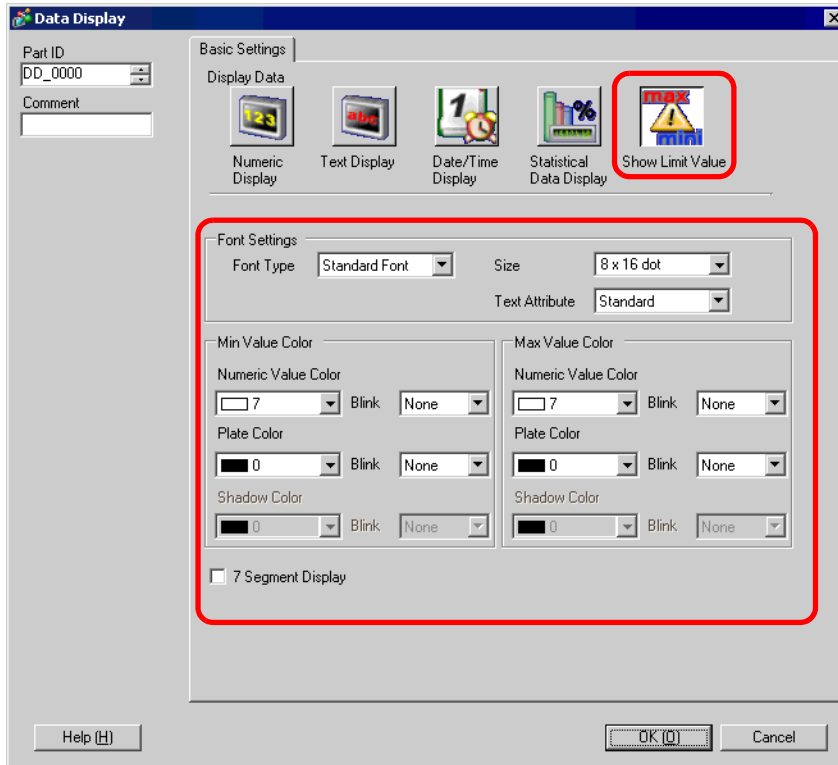 Data Display
Part ID
DD_0000
Comment
Basic Settings
Display Data
123
abc
1
%
max
mini
Numeric Display
Text Display
Date/Time Display
Statistical Data Display
Show Limit Value
Font Settings
Font Type Standard Font Size 8 x 16 dot
Text Attribute Standard
Min Value Color
Numeric Value Color
7 Blink None
Plate Color
0 Blink None
Shadow Color
0 Blink None
Max Value Color
Numeric Value Color
7 Blink None
Plate Color
0 Blink None
Shadow Color
0 Blink None
7 Segment Display
Help (H)
OK (O)
Cancel